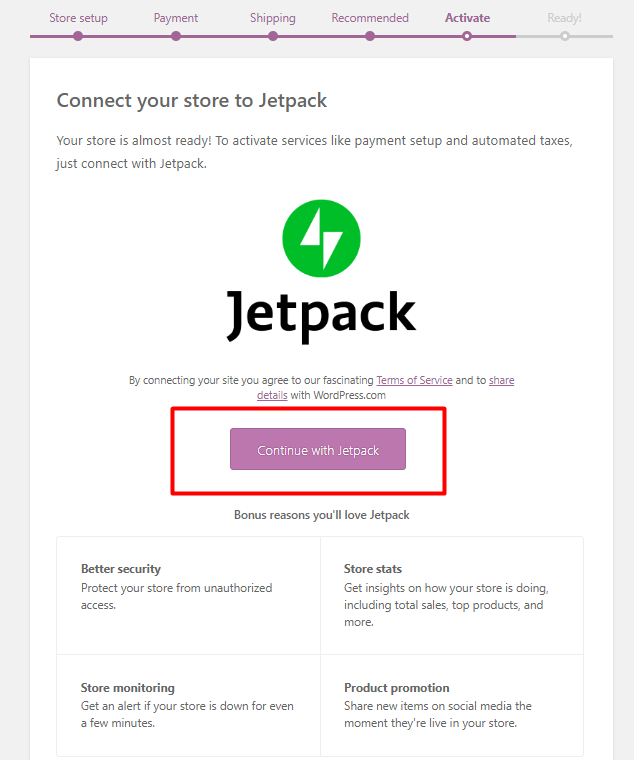 Store setup Payment Shipping Recommended Activate Ready!
Connect your store to Jetpack
Your store is almost ready! To activate services like payment setup and automated taxes,
just connect with Jetpack.
Jetpack
By connecting your site you agree to our fascinating Terms of Service and to share
details with WordPress.com
Continue with Jetpack
Bonus reasons you'll love Jetpack
Better security
Protect your store from unauthorized
access.
Store stats
Get insights on how your store is doing,
including total sales, top products, and
more.
Store monitoring
Get an alert if your store is down for even
a few minutes.
Product promotion
Share new items on social media the
moment they're live in your store.